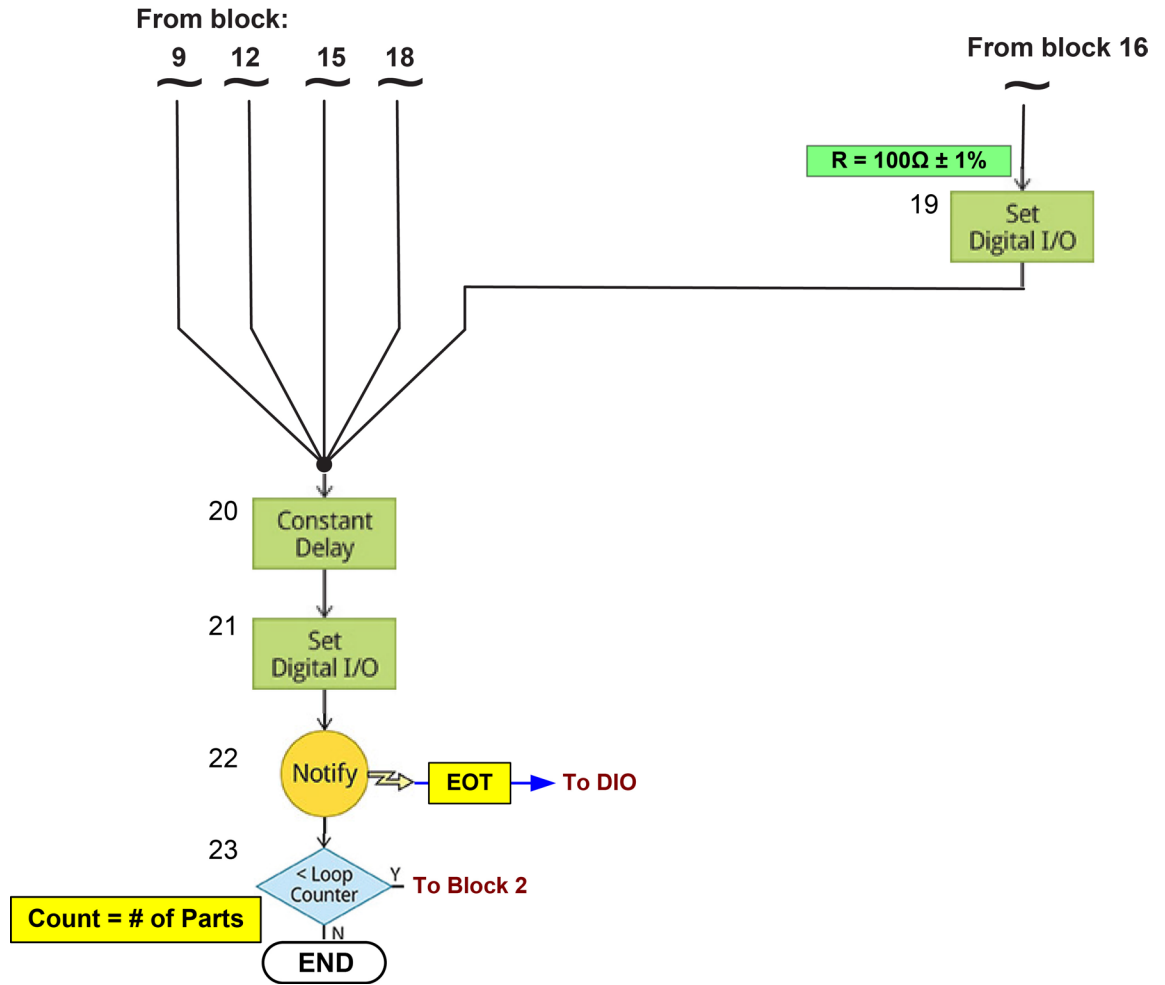 From block:
9 12 15 18
From block 16
R = 100Ω ± 1%
19
Set
Digital I/O
20
Constant
Delay
21
Set
Digital I/O
22
Notify
EOT
To DIO
23
< Loop
Counter
Y
To Block 2
Count = # of Parts
N
END